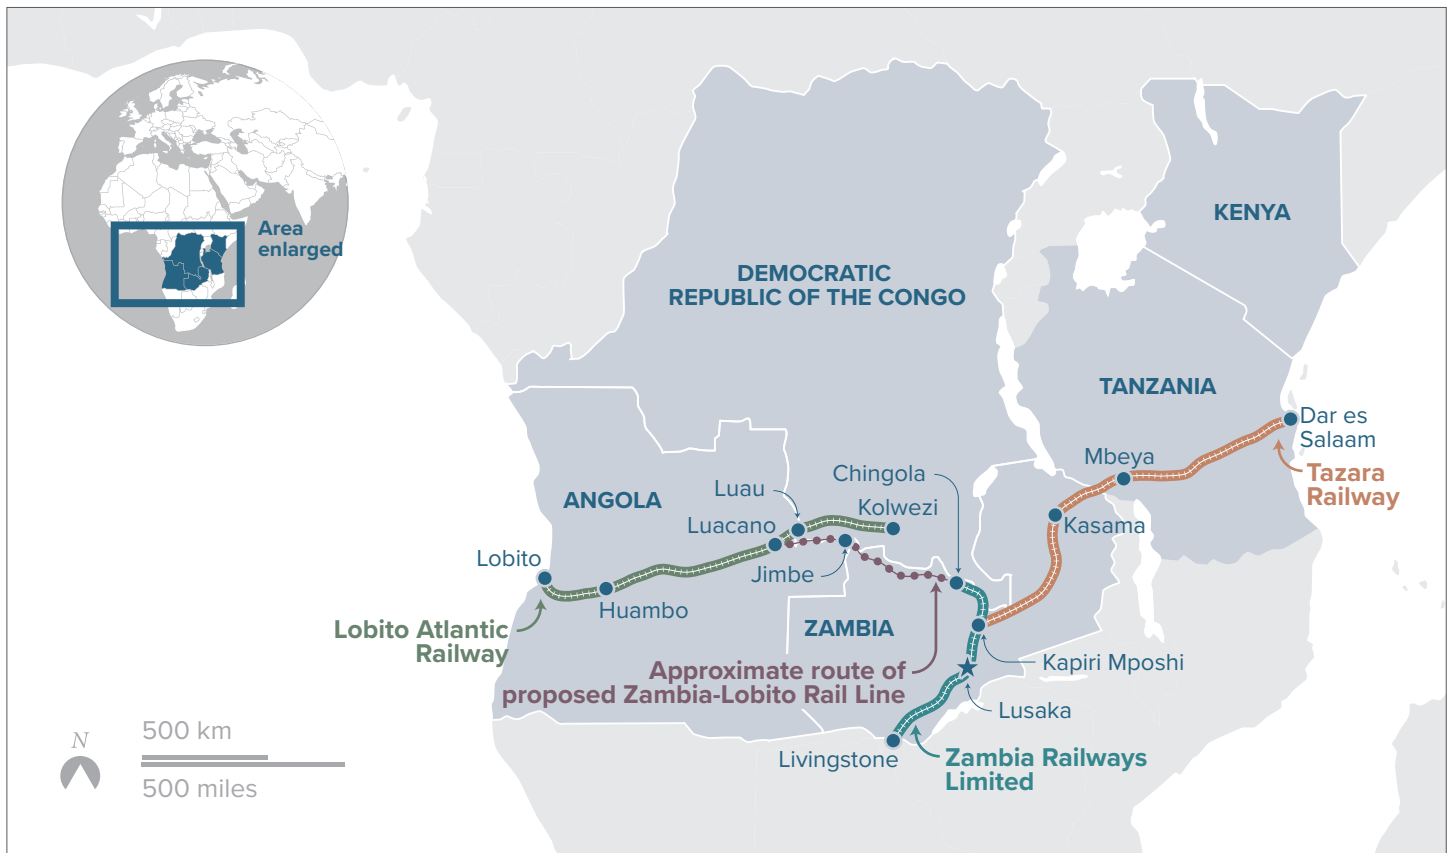 Area
enlarged
KENYA
DEMOCRATIC
REPUBLIC OF THE CONGO
TANZANIA
Dar es
Salaam
Mbeya
Tazara
Railway
Chingola
Luau
ANGOLA
Kolwezi
Luacano
Kasama
Lobito
Jimbe
Huambo
ZAMBIA
Lobito Atlantic
Railway
Approximate route of
proposed Zambia-Lobito Rail Line
Kapiri Mposhi
Lusaka
Livingstone
Zambia Railways
Limited
N
500 km
500 miles